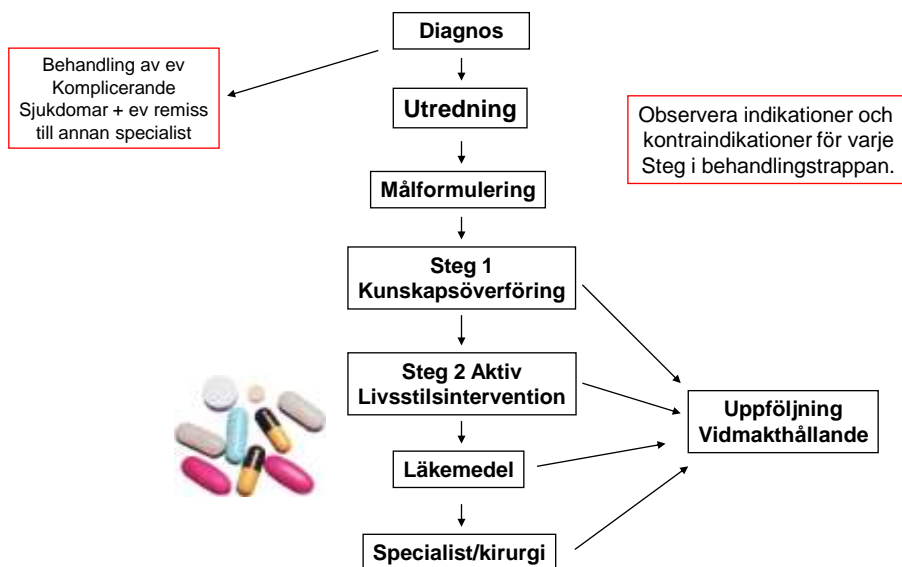 Diagnos
Behandling av ev
Komplicerande
Sjukdomar + ev remiss
till annan specialist
Utredning
Observera indikationer och
kontraindikationer för varje
Steg i behandlingstrappan.
Målformulering
Steg 1
Kunskapsöverföring
Steg 2 Aktiv
Livsstilsintervention
Uppföljning
Vidmakthållande
Läkemedel
Specialist/kirurgi